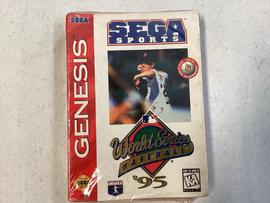 SEGA
SEGA
SPORTS
GENESIS
World Series
BASEBALL
'95